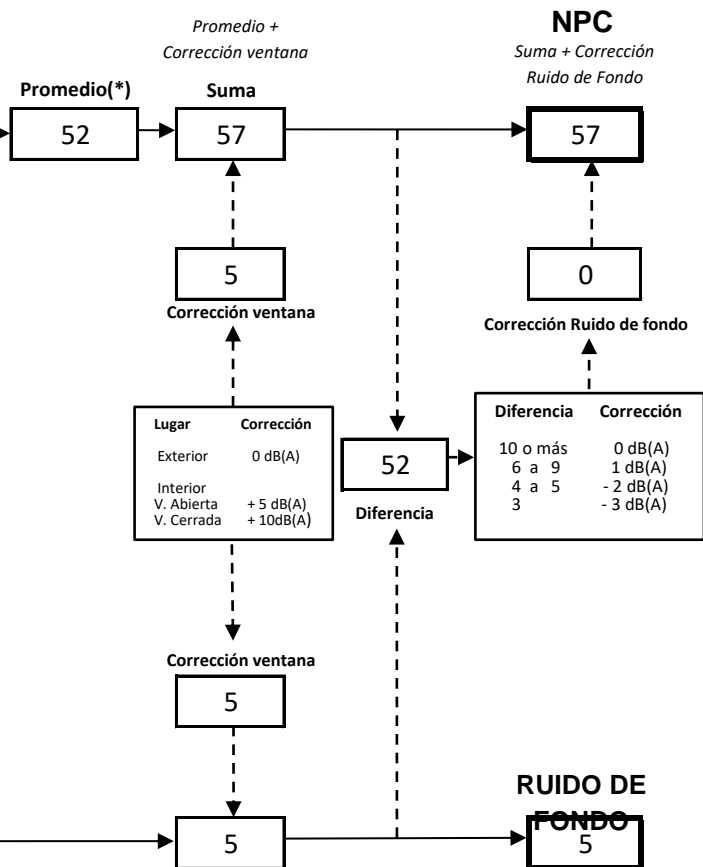 Promedio +
Corrección ventana
NPC
Suma + Corrección
Ruido de Fondo
Promedio(*)
Suma
52
57
57
5
0
Corrección ventana
Corrección Ruido de fondo
Lugar Corrección
Exterior 0 dB(A)
Interior
V. Abierta + 5 dB(A)
V. Cerrada + 10dB(A)
52
Diferencia
Diferencia Corrección
10 o más 0 dB(A)
6 a 9 1 dB(A)
4 a 5 - 2 dB(A)
3 - 3 dB(A)
Corrección ventana
5
5
RUIDO DE
FONDO
5